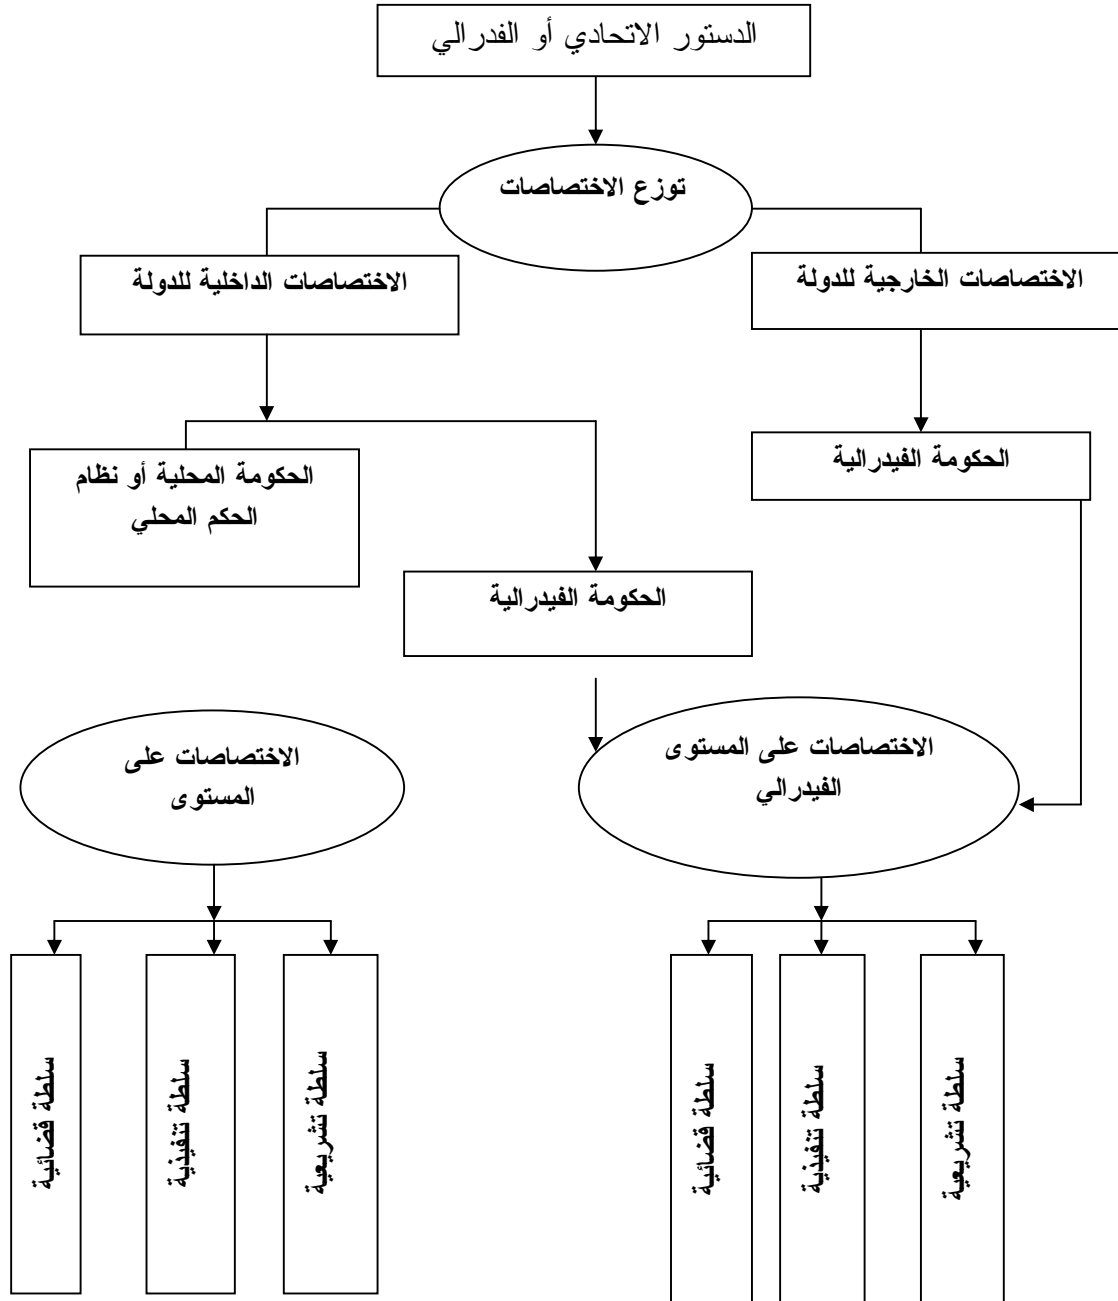 الدستور الاتحادي أو الفدرالي
توزع الاختصاصات
الاختصاصات الخارجية للدولة
الاختصاصات الداخلية للدولة
الحكومة الفيدرالية
الحكومة المحلية أو نظام
الحكم المحلي
الحكومة الفيدرالية
الاختصاصات على المستوى
الفيدرالي
الاختصاصات على
المستوى
سلطة تشريعية
سلطة تنفيذية
سلطة قضائية
سلطة تشريعية
سلطة تنفيذية
سلطة قضائية